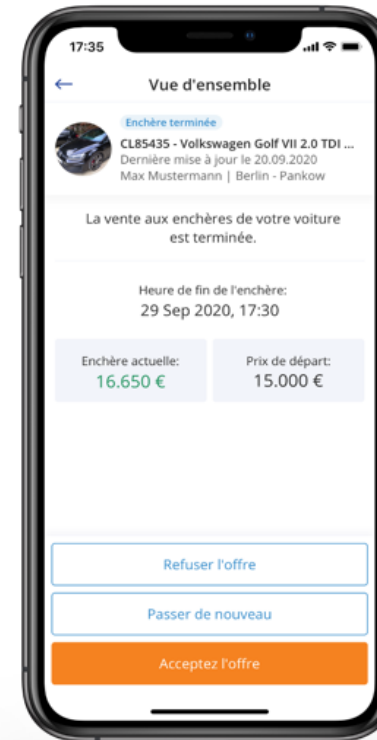 17:35
Vue d'ensemble
Enchère terminée
CL85435 - Volkswagen Golf VII 2.0 TDI ...
Dernière mise à jour le 20.09.2020
Max Mustermann | Berlin - Pankow
La vente aux enchères de votre voiture
est terminée.
Heure de fin de l'enchère:
29 Sep 2020, 17:30
Enchère actuelle:
16.650 €
Prix de départ:
15.000 €
Refuser l'offre
Passer de nouveau
Acceptez l'offre